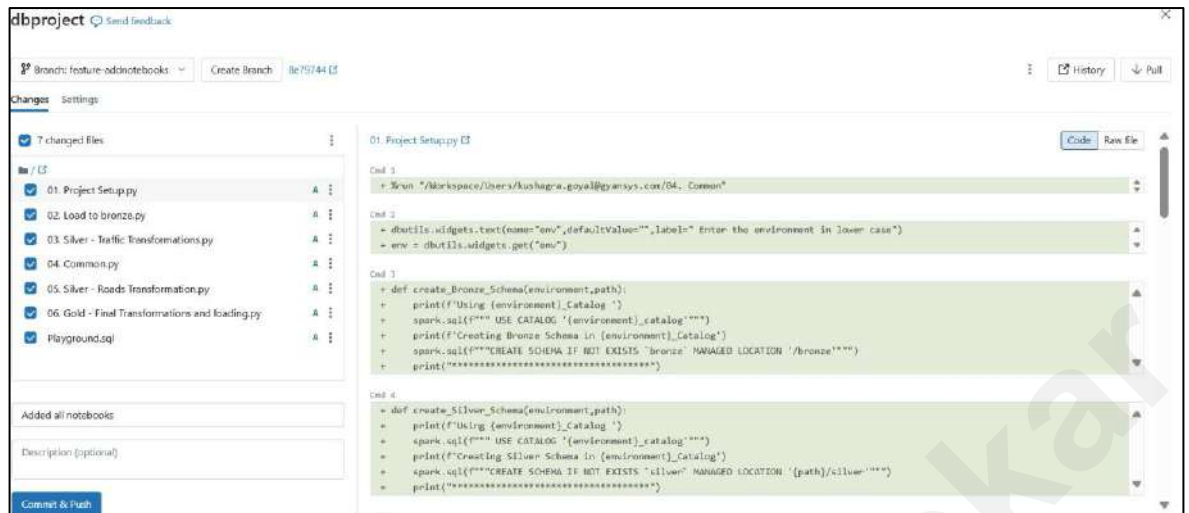 dbproject Send feedback
Branch: feature-addnotebooks Create Branch 8e79744 History Pull
Changes Settings
7 changed files
/
01. Project Setup.py A
02. Load to bronze.py A
03. Silver - Traffic Transformations.py A
04. Common.py A
05. Silver - Roads Transformation.py A
06. Gold - Final Transformations and loading.py A
Playground.sql A
Added all notebooks
Description (optional)
Commit & Push
01. Project Setup.py Code Raw file
Cmd 1
+ %run "/Workspace/Users/kushagra.goyal@gyansys.com/04. Common"
Cmd 2
+ dbutils.widgets.text(name="env",defaultValue="",label=" Enter the environment in lower case")
+ env = dbutils.widgets.get("env")
Cmd 3
+ def create_Bronze_Schema(environment,path):
+ print(f'Using {environment}_Catalog ')
+ spark.sql(f""" USE CATALOG '{environment}_catalog'""")
+ print(f'Creating Bronze Schema in {environment}_Catalog')
+ spark.sql(f"""CREATE SCHEMA IF NOT EXISTS `bronze` MANAGED LOCATION '/bronze'""")
+ print("************************************")
Cmd 4
+ def create_Silver_Schema(environment,path):
+ print(f'Using {environment}_Catalog ')
+ spark.sql(f""" USE CATALOG '{environment}_catalog'""")
+ print(f'Creating Silver Schema in {environment}_Catalog')
+ spark.sql(f"""CREATE SCHEMA IF NOT EXISTS `silver` MANAGED LOCATION '{path}/silver'""")
+ print("************************************")